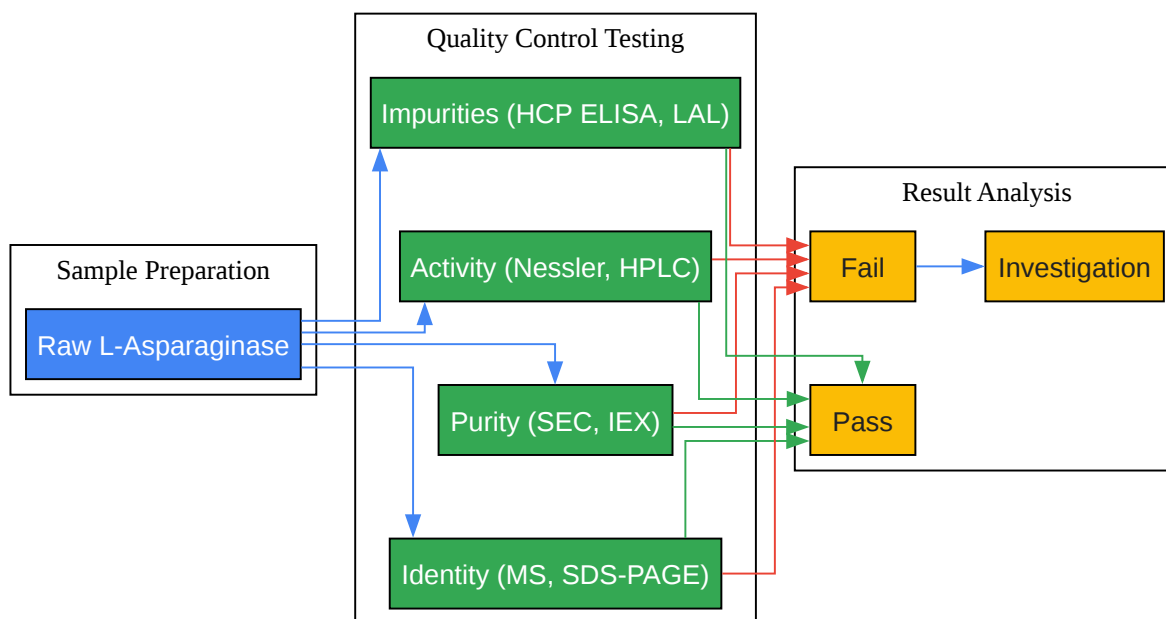 Sample Preparation
Raw L-Asparaginase
Quality Control Testing
Impurities (HCP ELISA, LAL)
Activity (Nessler, HPLC)
Purity (SEC, IEX)
Identity (MS, SDS-PAGE)
Result Analysis
Fail
Investigation
Pass